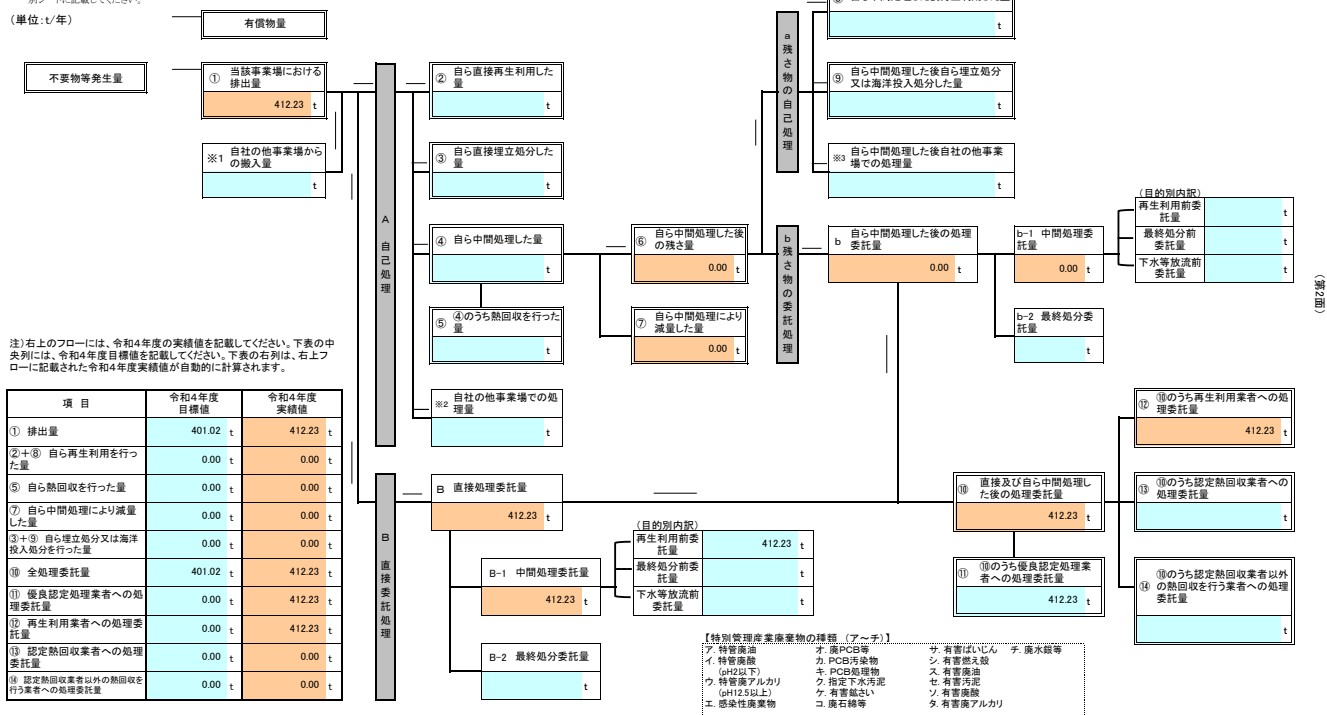 別シートに記載してください。
(単位:t/年)
有償物量
不要物等発生量
① 当該事業場における
排出量
412.23 t
※1 自社の他事業場から
の搬入量
t
A
自
己
処
理
② 自ら直接再生利用した
量
t
③ 自ら直接埋立処分した
量
t
④ 自ら中間処理した量
t
⑤ ④のうち熱回収を行った
量
t
※2 自社の他事業場での処
理量
t
⑥ 自ら中間処理した後
の残さ量
0.00 t
⑦ 自ら中間処理により
減量した量
0.00 t
a
残
さ
物
の
自
己
処
理
t
⑨ 自ら中間処理した後自ら埋立処分
又は海洋投入処分した量
t
※3 自ら中間処理した後自社の他事業
場での処理量
t
b
残
さ
物
の
委
託
処
理
b 自ら中間処理した後の処理
委託量
0.00 t
b-1 中間処理委
託量
0.00 t
b-2 最終処分委
託量
t
(目的別内訳)
再生利用前委
託量 t
最終処分前
委託量 t
下水等放流前
委託量 t
(第2面)
注)右上のフローには、令和4年度の実績値を記載してください。下表の中
央列には、令和4年度目標値を記載してください。下表の右列は、右上フ
ローに記載された令和4年度実績値が自動的に計算されます。
項 目 令和4年度 目標値 令和4年度 実績値
① 排出量 401.02 t 412.23 t
②+⑧ 自ら再生利用を行っ
た量 0.00 t 0.00 t
⑤ 自ら熱回収を行った量 0.00 t 0.00 t
⑦ 自ら中間処理により減量
した量 0.00 t 0.00 t
③+⑨ 自ら埋立処分又は海洋
投入処分を行った量 0.00 t 0.00 t
⑩ 全処理委託量 401.02 t 412.23 t
⑪ 優良認定処理業者への処
理委託量 0.00 t 412.23 t
⑫ 再生利用業者への処理委
託量 0.00 t 412.23 t
⑬ 認定熱回収業者への処理
委託量 0.00 t 0.00 t
⑭ 認定熱回収業者以外の熱回収を
行う業者への処理委託量 0.00 t 0.00 t
B
直
接
委
託
処
理
B 直接処理委託量
412.23 t
B-1 中間処理委託量
412.23 t
B-2 最終処分委託量
t
(目的別内訳)
再生利用前委
託量 412.23 t
最終処分前委
託量 t
下水等放流前
委託量 t
⑩ 直接及び自ら中間処理し
た後の処理委託量
412.23 t
⑪ ⑩のうち優良認定処理業
者への処理委託量
412.23 t
⑫ ⑩のうち再生利用業者への処
理委託量
412.23 t
⑬ ⑩のうち認定熱回収業者への
処理委託量
t
⑭ ⑩のうち認定熱回収業者以外
の熱回収を行う業者への処理
委託量
t
【特別管理産業廃棄物の種類 (ア~チ)】
ア. 特管廃油 オ. 廃PCB等 サ. 有害ばいじん チ. 廃水銀等
イ. 特管廃酸 カ. PCB汚染物 シ. 有害燃え殻
(pH2以下) キ. PCB処理物 ス. 有害廃油
ウ. 特管廃アルカリ ク. 指定下水汚泥 セ. 有害汚泥
(pH12.5以上) ケ. 有害鉱さい ソ. 有害廃酸
エ. 感染性廃棄物 コ. 廃石綿等 タ. 有害廃アルカリ